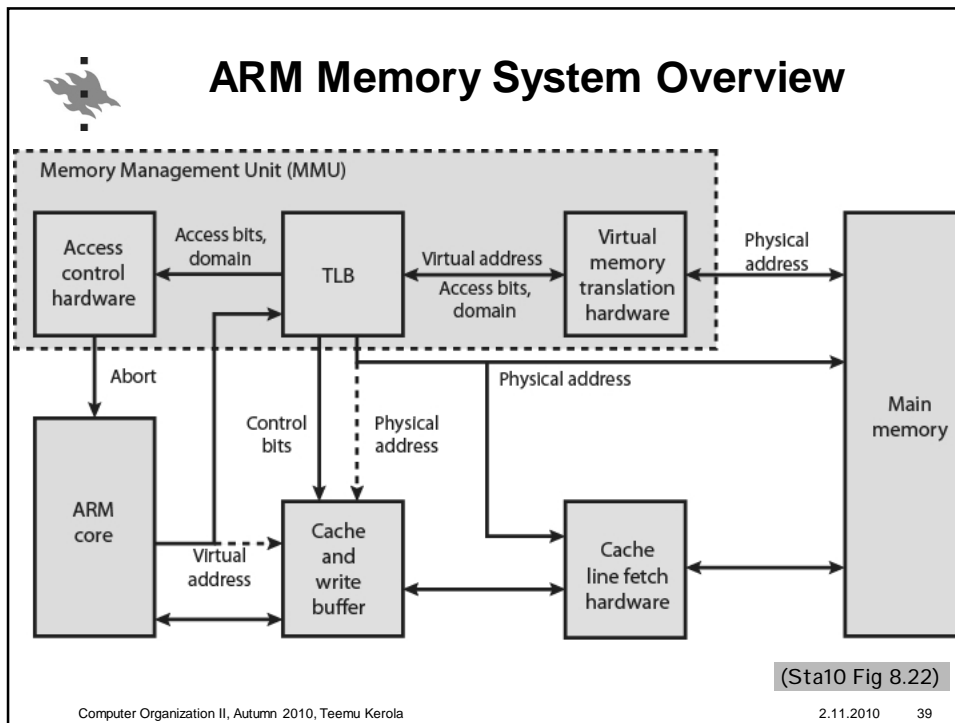 ARM Memory System Overview
Memory Management Unit (MMU)
Access
control
hardware
Access bits,
domain
TLB
Virtual address
Access bits,
domain
Virtual
memory
translation
hardware
Physical
address
Abort
Control
bits
Physical
address
Physical address
Main
memory
ARM
core
Virtual
address
Cache
and
write
buffer
Cache
line fetch
hardware
(Sta10 Fig 8.22)
Computer Organization II, Autumn 2010, Teemu Kerola
2.11.2010
39